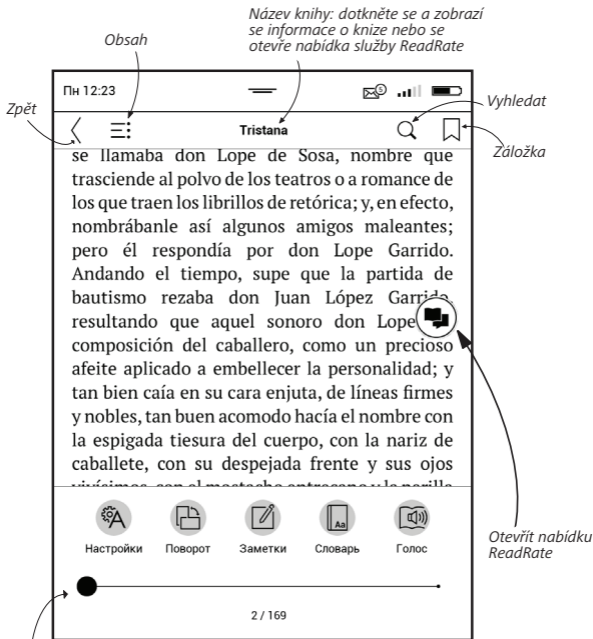 Název knihy: dotkněte se a zobrazí
se informace o knize nebo se
otevře nabídka služby ReadRate
Obsah
Пн 12:23
Zpět
Vyhledat
Tristana
Záložka
se llamaba don Lope de Sosa, nombre que
trasciende al polvo de los teatros o a romance de
los que traen los librillos de retórica; y, en efecto,
nombrábanle así algunos amigos maleantes;
pero él respondía por don Lope Garrido.
Andando el tiempo, supe que la partida de
bautismo rezaba don Juan López Garrido,
resultando que aquel sonoro don Lope
composición del caballero, como un precioso
afeite aplicado a embellecer la personalidad; y
tan bien caía en su cara enjuta, de líneas firmes
y nobles, tan buen acomodo hacía el nombre con
la espigada tiesura del cuerpo, con la nariz de
caballete, con su despejada frente y sus ojos
Otevřít nabídku
ReadRate
A
Aa
Настройки Поворот Заметки Словарь Голос
2 / 169